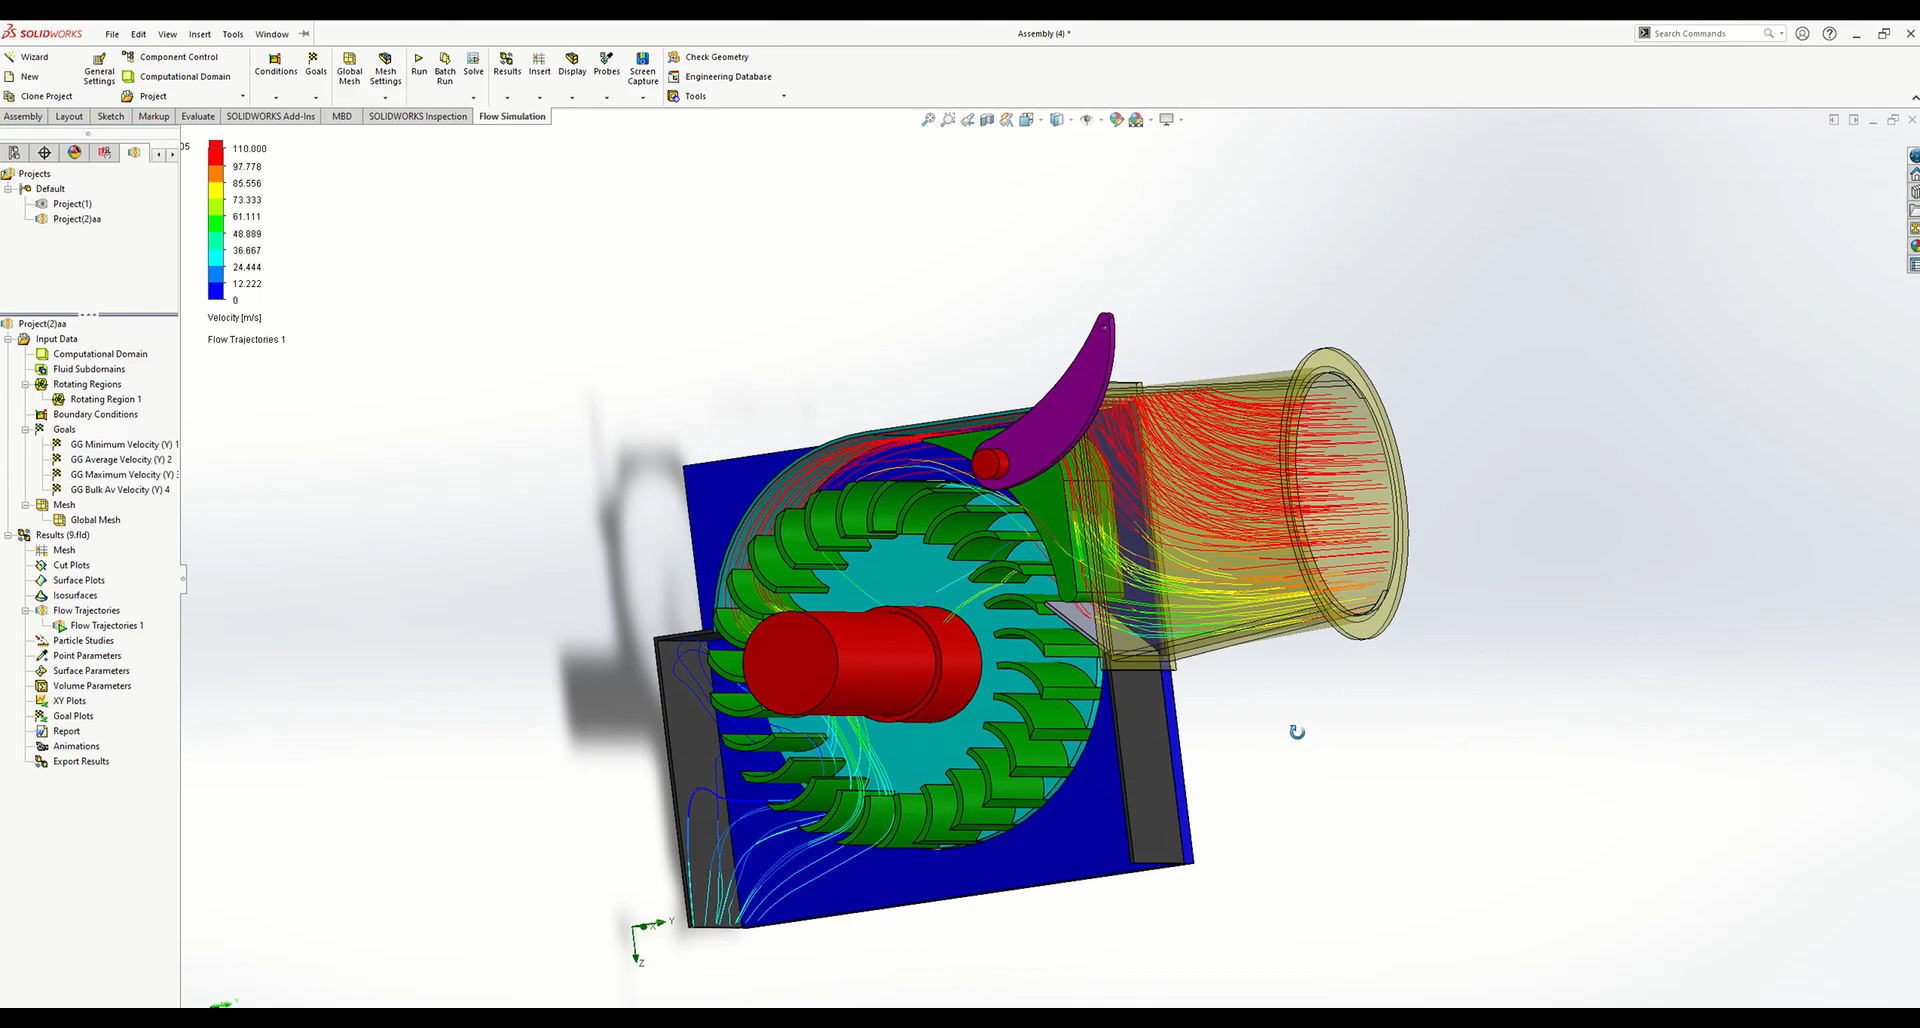 SOLIDWORKS File Edit View Insert Tools Window Assembly (4) * Search Commands
Wizard
New
Clone Project
General Settings
Component Control
Computational Domain
Project
Conditions
Goals
Global Mesh
Mesh Settings
Run
Batch Run
Solve
Results
Insert
Display
Probes
Screen Capture
Check Geometry
Engineering Database
Tools
Assembly Layout Sketch Markup Evaluate SOLIDWORKS Add-Ins MBD SOLIDWORKS Inspection Flow Simulation
Projects
Default
Project(1)
Project(2)aa
Project(2)aa
Input Data
Computational Domain
Fluid Subdomains
Rotating Regions
Rotating Region 1
Boundary Conditions
Goals
GG Minimum Velocity (Y) 1
GG Average Velocity (Y) 2
GG Maximum Velocity (Y)
GG Bulk Av Velocity (Y) 4
Mesh
Global Mesh
Results (9.fld)
Mesh
Cut Plots
Surface Plots
Isosurfaces
Flow Trajectories
Flow Trajectories 1
Particle Studies
Point Parameters
Surface Parameters
Volume Parameters
XY Plots
Goal Plots
Report
Animations
Export Results
05
110.000
97.778
85.556
73.333
61.111
48.889
36.667
24.444
12.222
0
Velocity [m/s]
Flow Trajectories 1
Y
X
Z